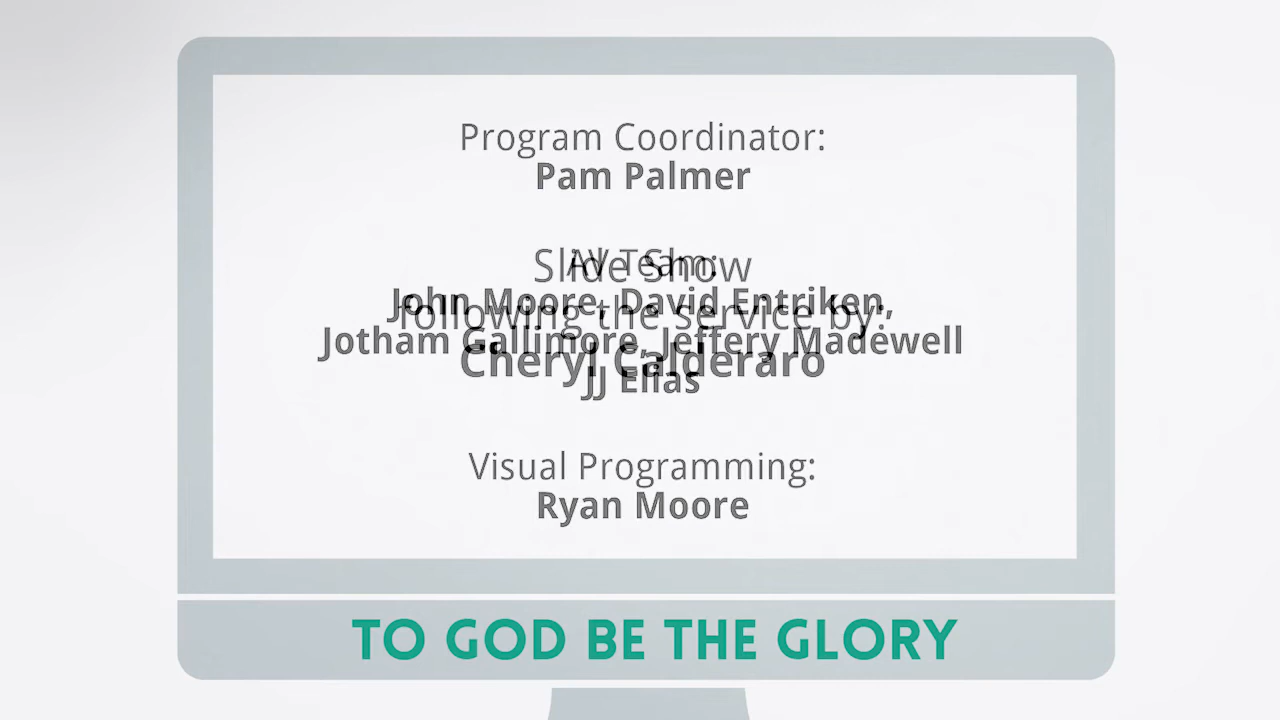 Program Coordinator:
Pam Palmer
AV Team:
John Moore, David Entriken,
Jotham Gallimore, Jeffery Madewell
JJ Elias
Slide Show
following the service by:
Cheryl Calderaro
Visual Programming:
Ryan Moore
TO GOD BE THE GLORY